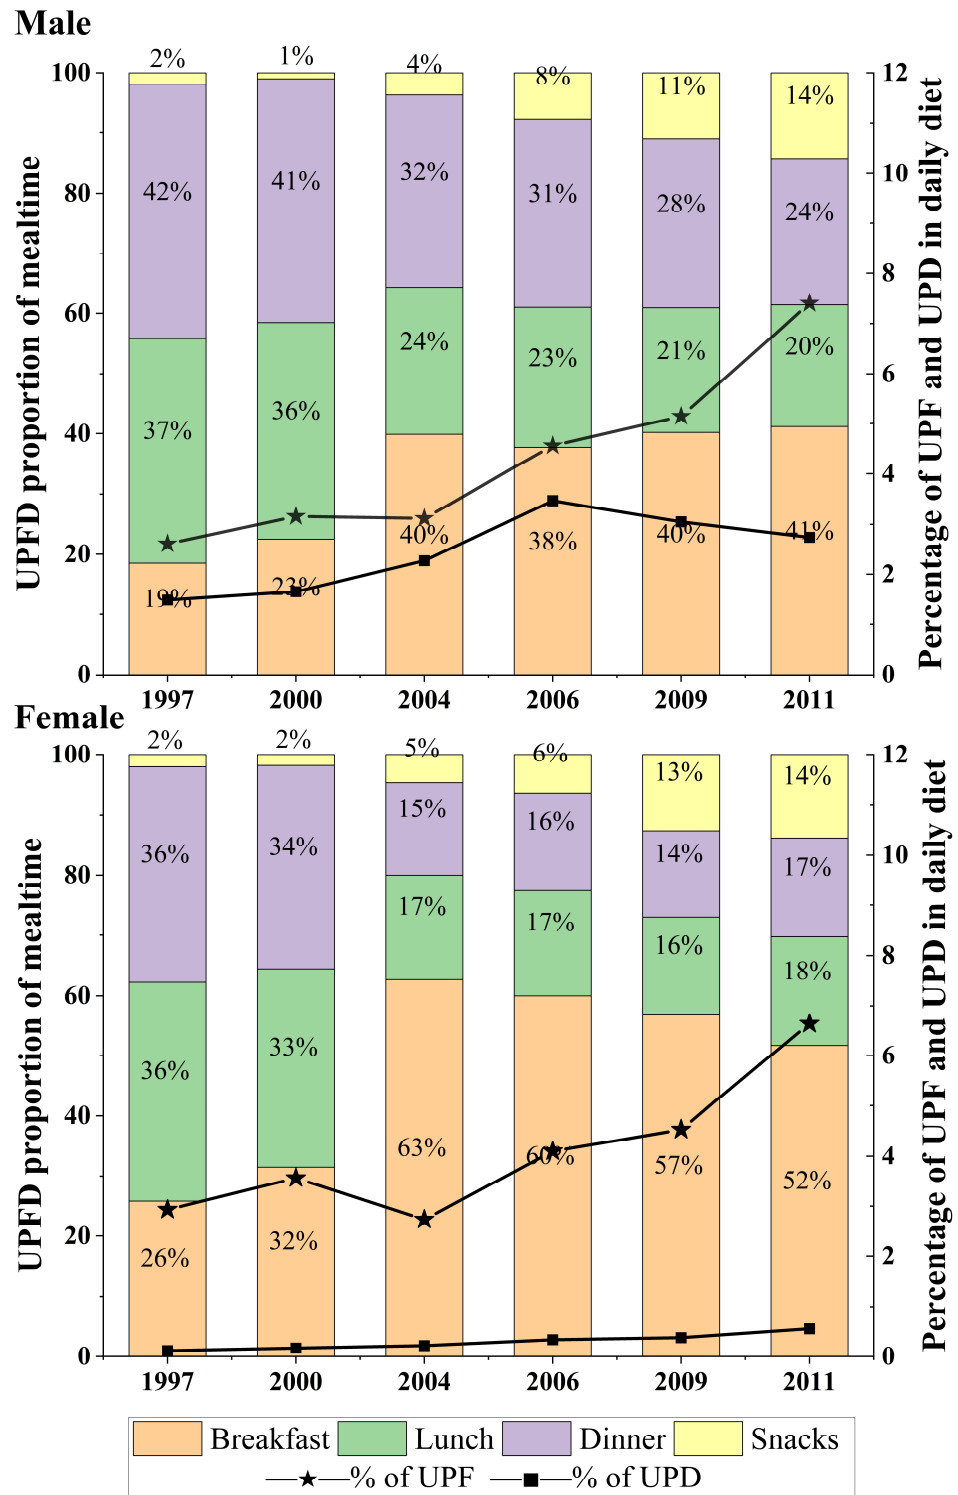 Male
UPFD proportion of mealtime
Percentage of UPF and UPD in daily diet
100
80
60
40
20
0
12
10
8
6
4
2
0
2% 1% 4% 8% 11% 14%
42% 41% 32% 31% 28% 24%
37% 36% 24% 23% 21% 20%
19% 23% 40% 38% 40% 41%
1997 2000 2004 2006 2009 2011
Female
UPFD proportion of mealtime
Percentage of UPF and UPD in daily diet
100
80
60
40
20
0
12
10
8
6
4
2
0
2% 2% 5% 6% 13% 14%
36% 34% 15% 16% 14% 17%
36% 33% 17% 17% 16% 18%
26% 32% 63% 60% 57% 52%
1997 2000 2004 2006 2009 2011
Breakfast Lunch Dinner Snacks
% of UPF % of UPD